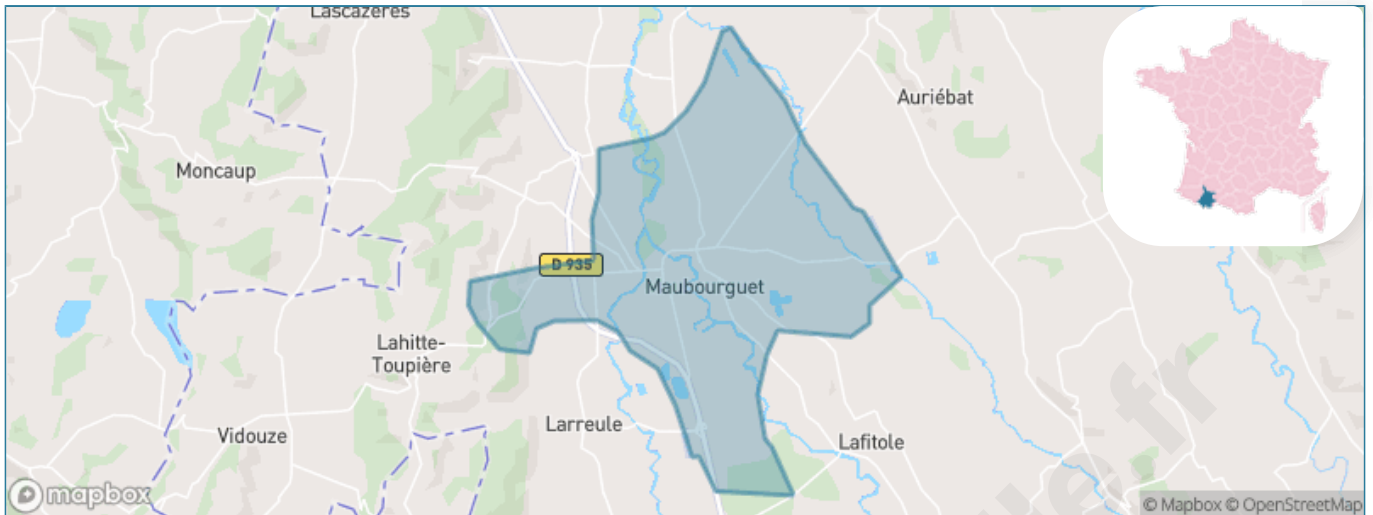 Lascazères
Auriébat
Moncaup
D 935
Maubourguet
Lahitte-
Toupière
Larreule
Vidouze
Lafitole
mapbox
© Mapbox © OpenStreetMap